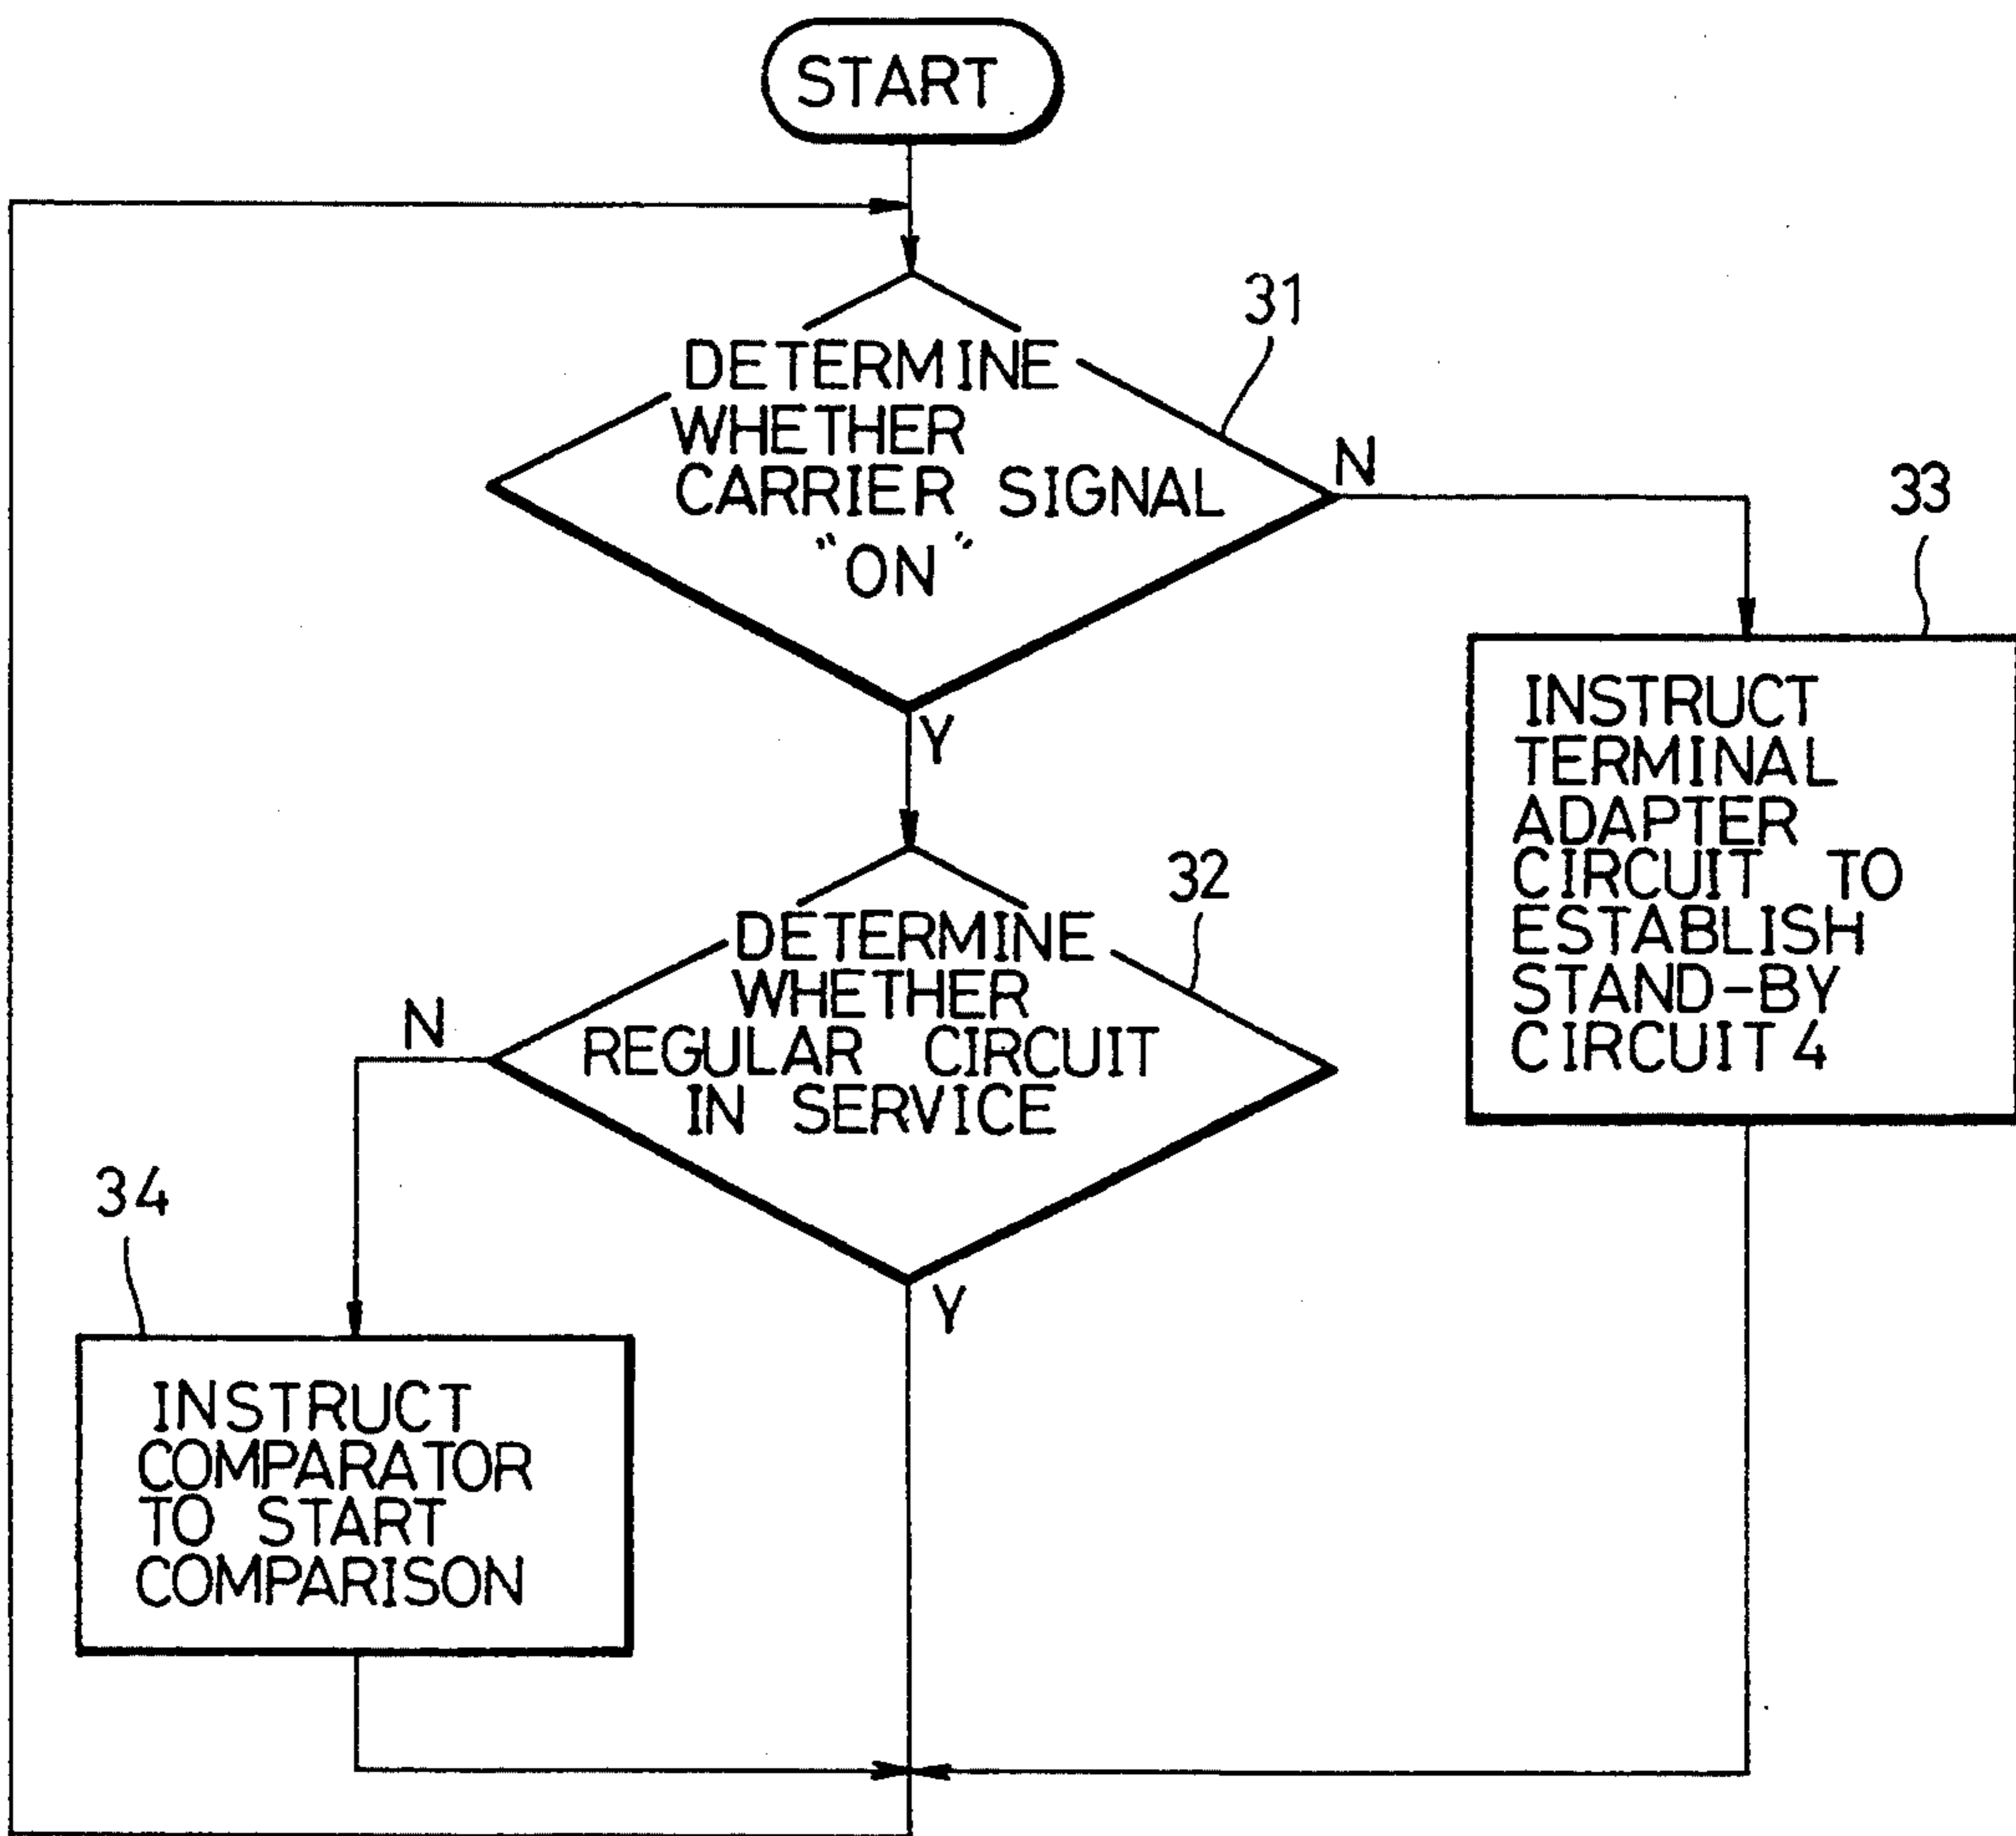 START
31
DETERMINE
WHETHER
CARRIER SIGNAL
"ON"
N
Y
33
INSTRUCT
TERMINAL
ADAPTER
CIRCUIT TO
ESTABLISH
STAND-BY
CIRCUIT 4
32
DETERMINE
WHETHER
REGULAR CIRCUIT
IN SERVICE
N
Y
34
INSTRUCT
COMPARATOR
TO START
COMPARISON